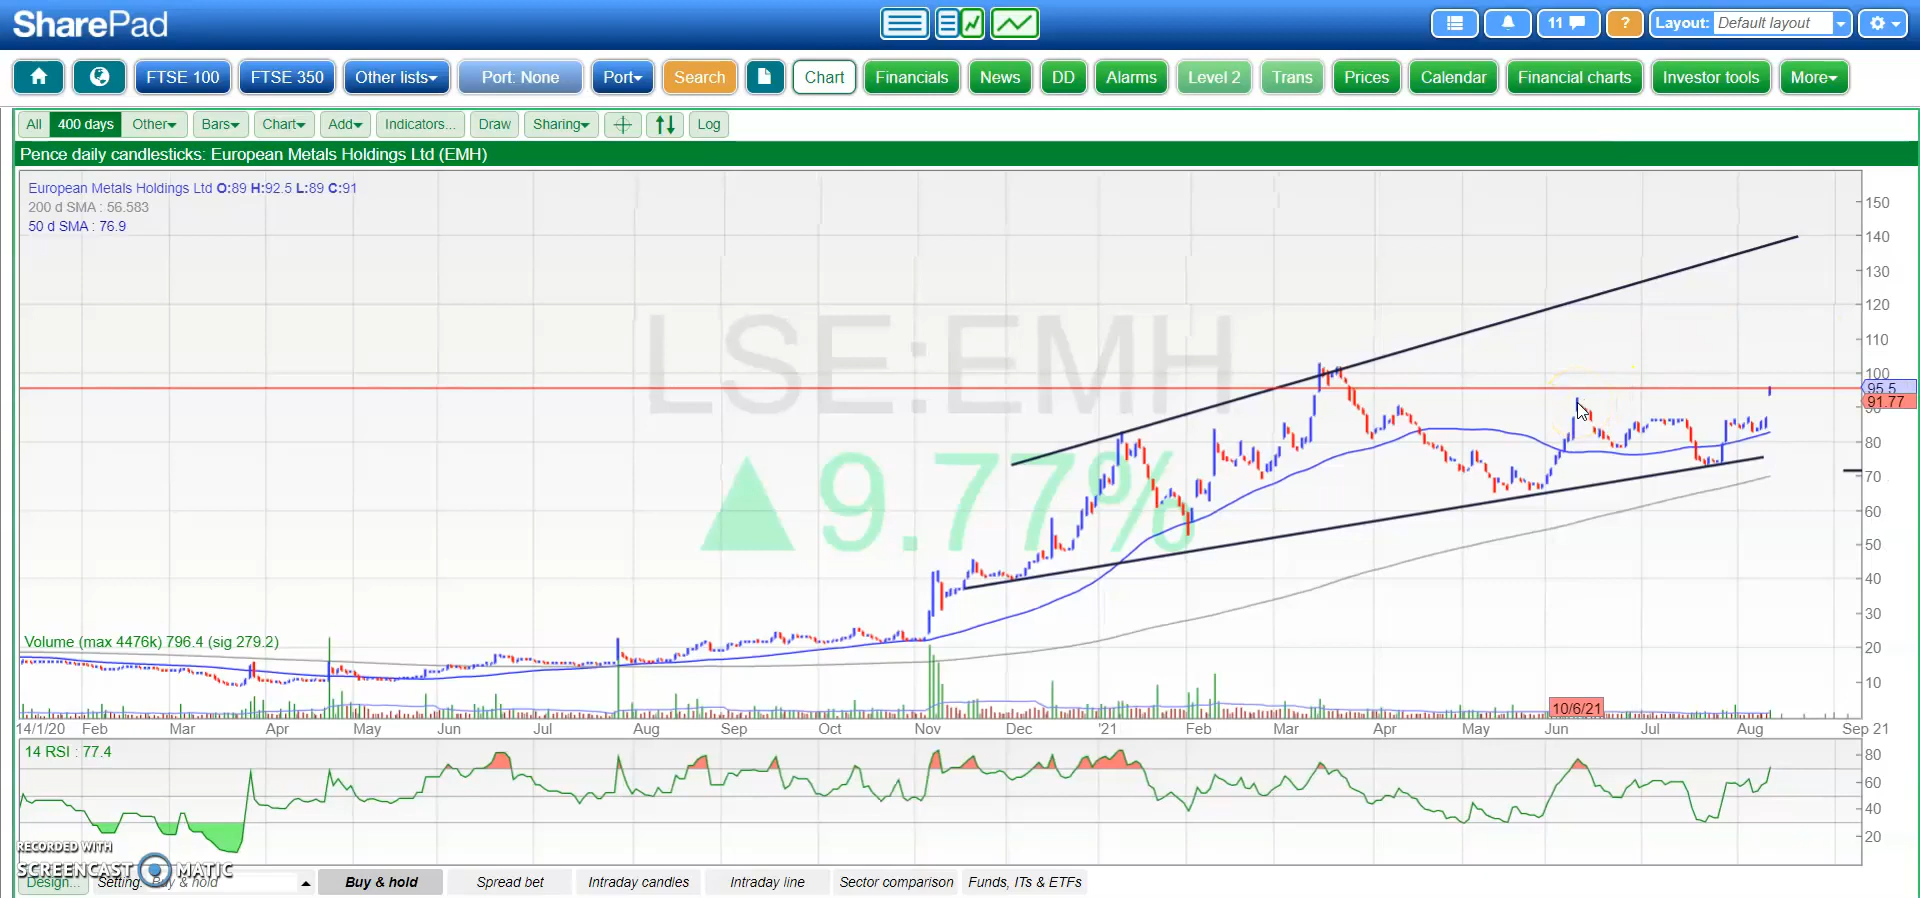 SharePad
11
?
Layout: Default layout
FTSE 100 FTSE 350 Other lists Port: None Port Search Chart Financials News DD Alarms Level 2 Trans Prices Calendar Financial charts Investor tools More
All 400 days Other Bars Chart Add Indicators... Draw Sharing Log
Pence daily candlesticks: European Metals Holdings Ltd (EMH)
European Metals Holdings Ltd O:89 H:92.5 L:89 C:91
200 d SMA : 56.583
50 d SMA : 76.9
LSE:EMH
▲9.77%
150
140
130
120
110
100
95.5
91.77
80
70
60
50
40
30
20
10
Volume (max 4476k) 796.4 (sig 279.2)
10/6/21
14/1/20 Feb Mar Apr May Jun Jul Aug Sep Oct Nov Dec '21 Feb Mar Apr May Jun Jul Aug Sep 21
14 RSI : 77.4
80
60
40
20
RECORDED WITH
SCREENCAST MATIC
Design... Setting: Buy & hold Buy & hold Spread bet Intraday candles Intraday line Sector comparison Funds, ITs & ETFs